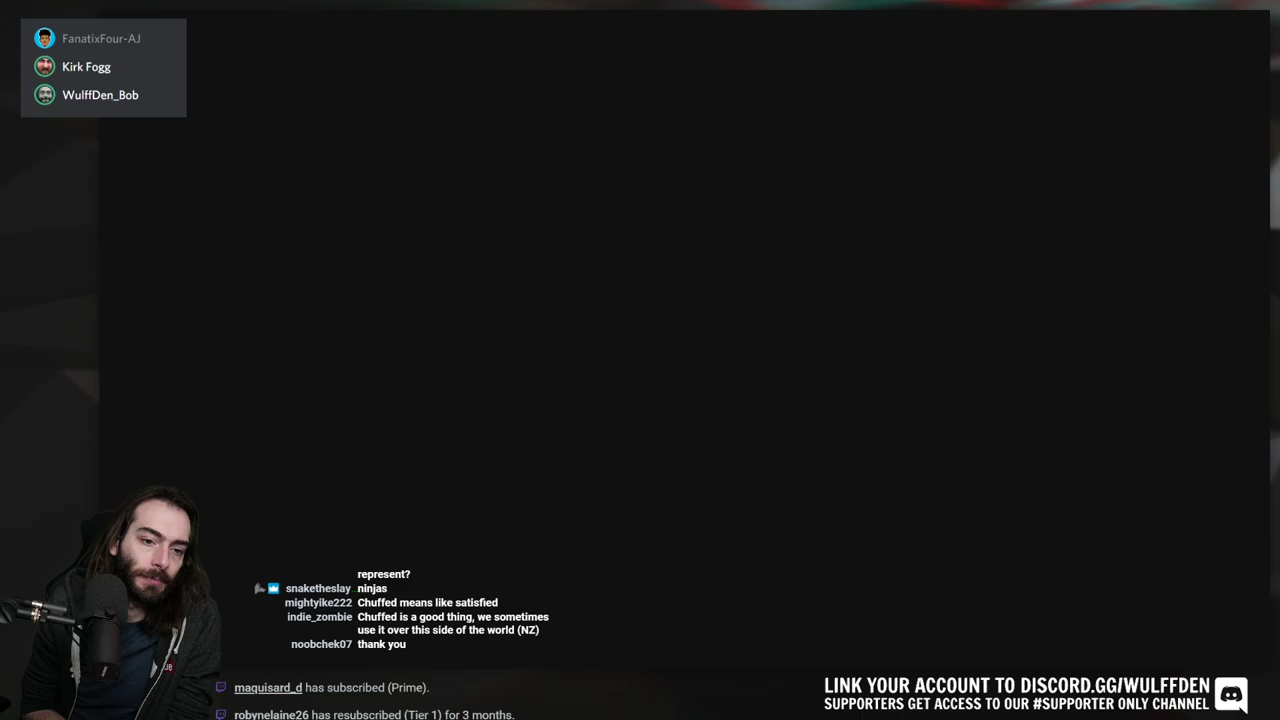 FanatixFour-AJ
Kirk Fogg
WulffDen_Bob
represent?
snaketheslay ninjas
mightyike222 Chuffed means like satisfied
indie_zombie Chuffed is a good thing, we sometimes
use it over this side of the world (NZ)
noobchek07 thank you
maquisard_d has subscribed (Prime).
robynelaine26 has resubscribed (Tier 1) for 3 months.
LINK YOUR ACCOUNT TO DISCORD.GG/WULFFDEN
SUPPORTERS GET ACCESS TO OUR #SUPPORTER ONLY CHANNEL